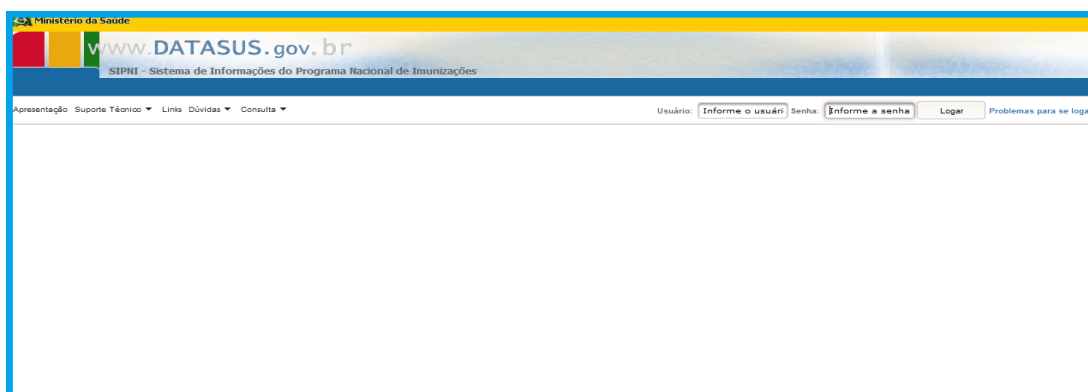 Ministério da Saúde
www.DATASUS.gov.br
SIPNI - Sistema de Informações do Programa Nacional de Imunizações
Apresentação Suporte Técnico Links Dúvidas Consulta Usuário: Informe o usuári Senha: Informe a senha Logar Problemas para se loga